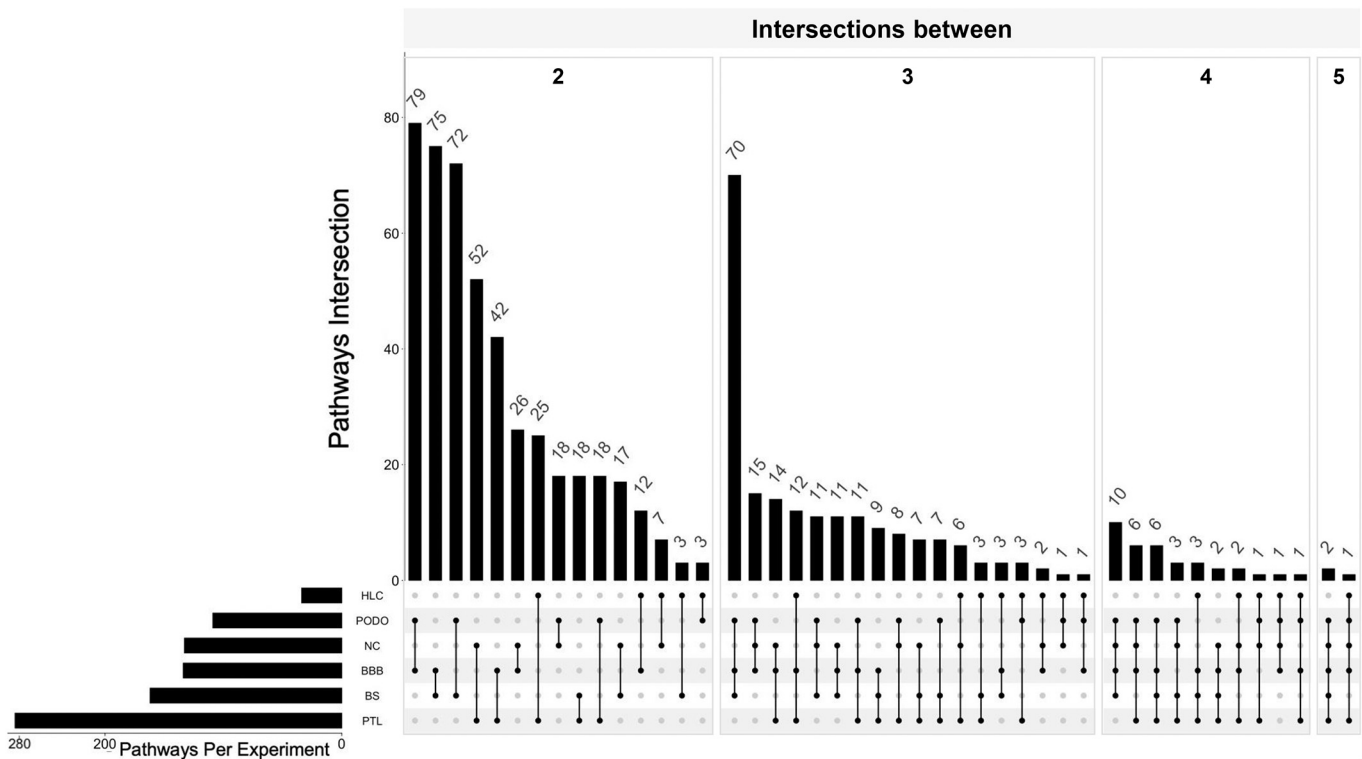 Intersections between
2 3 4 5
Pathways Intersection
80
60
40
20
0
79 75 72 52 42 26 25 18 18 18 17 12 7 3 3
70 15 14 12 11 11 11 9 8 7 7 6 3 3 3 2 1 1
10 6 6 3 3 2 2 1 1 1
2 1
HLC
PODO
NC
BBB
BS
PTL
280 200 0
Pathways Per Experiment